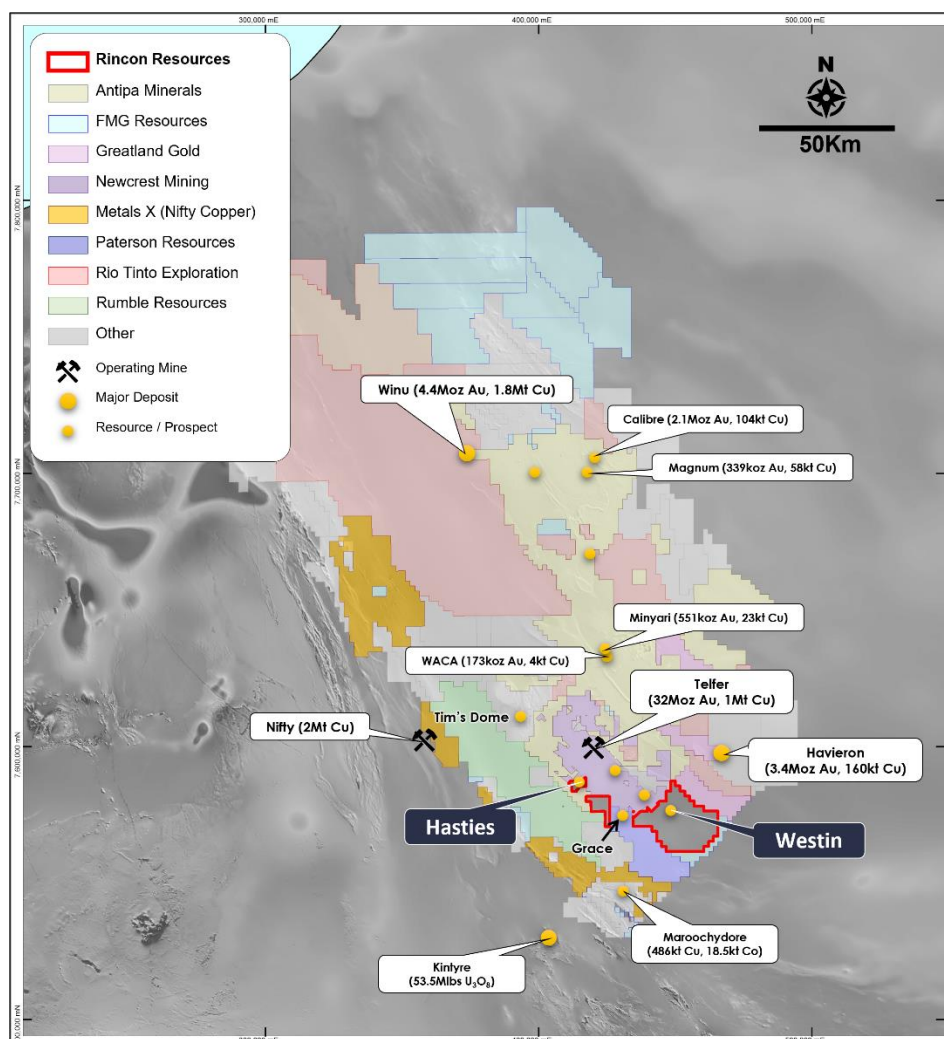 300,000 mE
400,000 mE
500,000 mE
Rincon Resources
Antipa Minerals
FMG Resources
Greatland Gold
Newcrest Mining
Metals X (Nifty Copper)
Paterson Resources
Rio Tinto Exploration
Rumble Resources
Other
Operating Mine
Major Deposit
Resource / Prospect
N
50Km
7,800,000 mN
Winu (4.4Moz Au, 1.8Mt Cu)
Calibre (2.1Moz Au, 104kt Cu)
Magnum (339koz Au, 58kt Cu)
7,700,000 mN
Minyari (551koz Au, 23kt Cu)
WACA (173koz Au, 4kt Cu)
Telfer
(32Moz Au, 1Mt Cu)
Tim's Dome
Nifty (2Mt Cu)
Havieron
(3.4Moz Au, 160kt Cu)
7,600,000 mN
Hasties
Westin
Grace
Maroochydore
(486kt Cu, 18.5kt Co)
Kintyre
(53.5Mlbs U₃O₈)